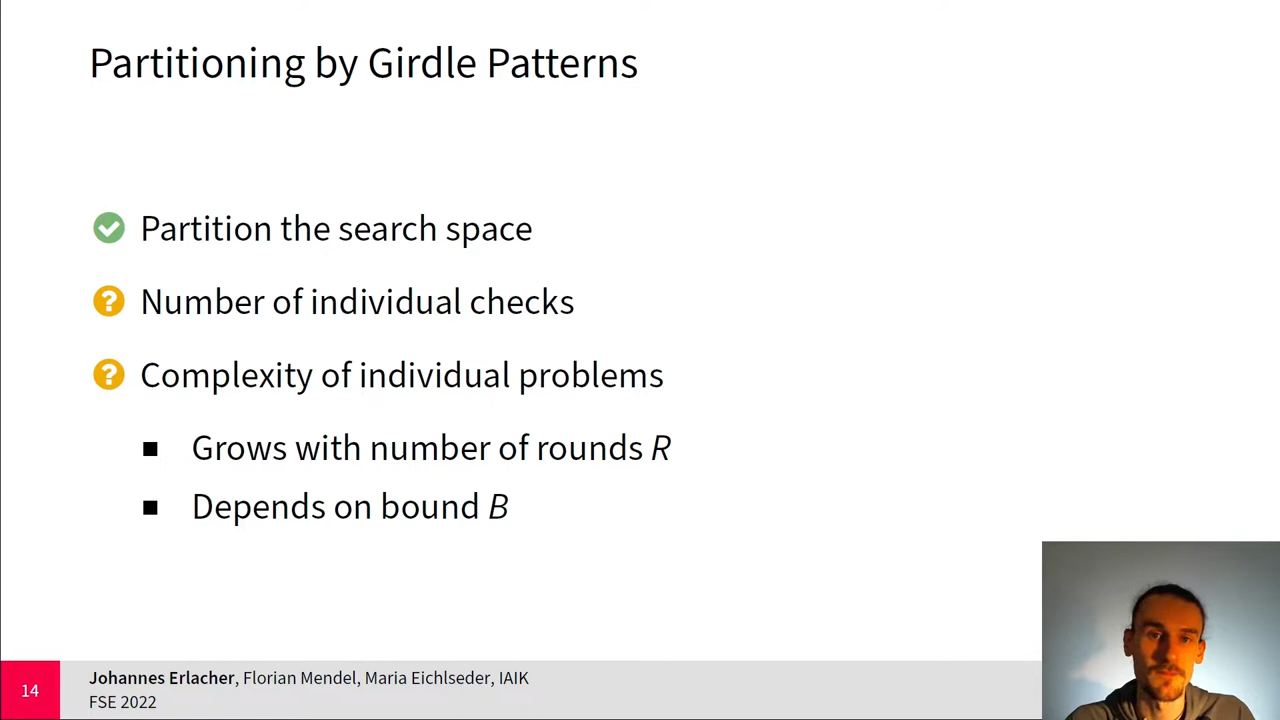 Partitioning by Girdle Patterns
Partition the search space
Number of individual checks
Complexity of individual problems
Grows with number of rounds R
Depends on bound B
14
Johannes Erlacher, Florian Mendel, Maria Eichlseder, IAIK
FSE 2022